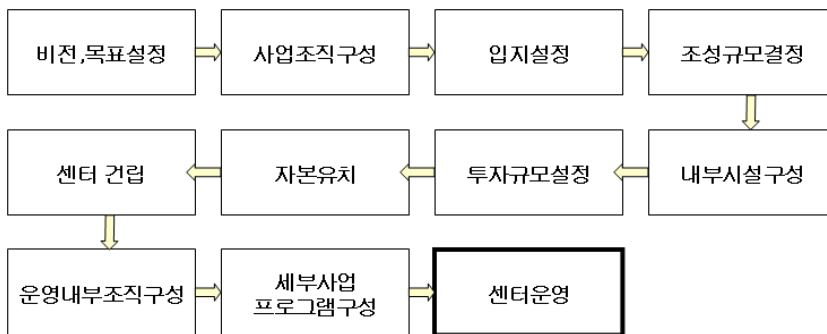 비전,목표설정
사업조직구성
입지설정
조성규모결정
센터 건립
자본유치
투자규모설정
내부시설구성
운영내부조직구성
세부사업
프로그램구성
센터운영